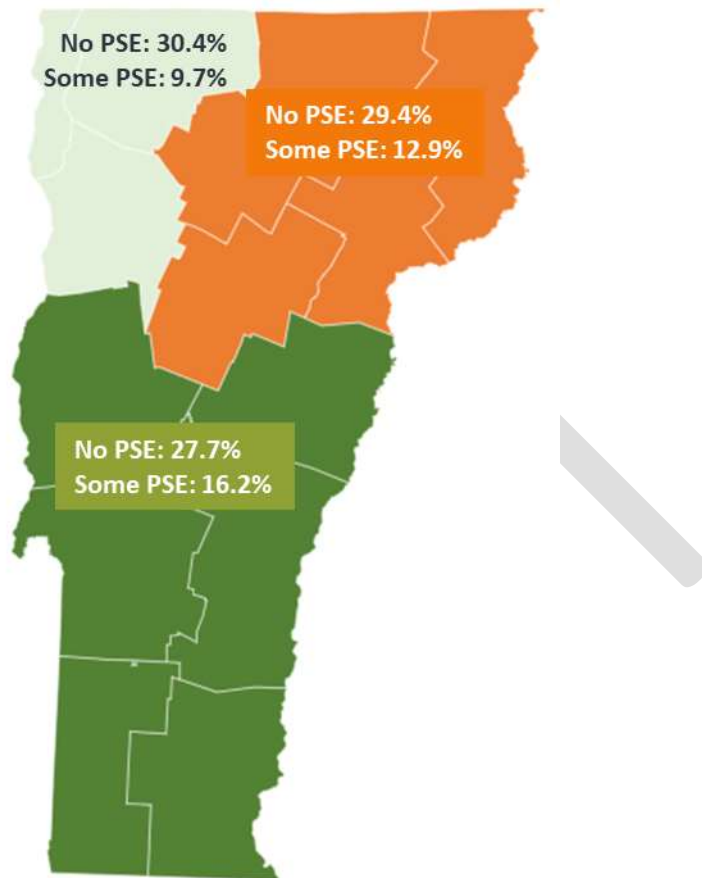 No PSE: 30.4%
Some PSE: 9.7%
No PSE: 29.4%
Some PSE: 12.9%
No PSE: 27.7%
Some PSE: 16.2%